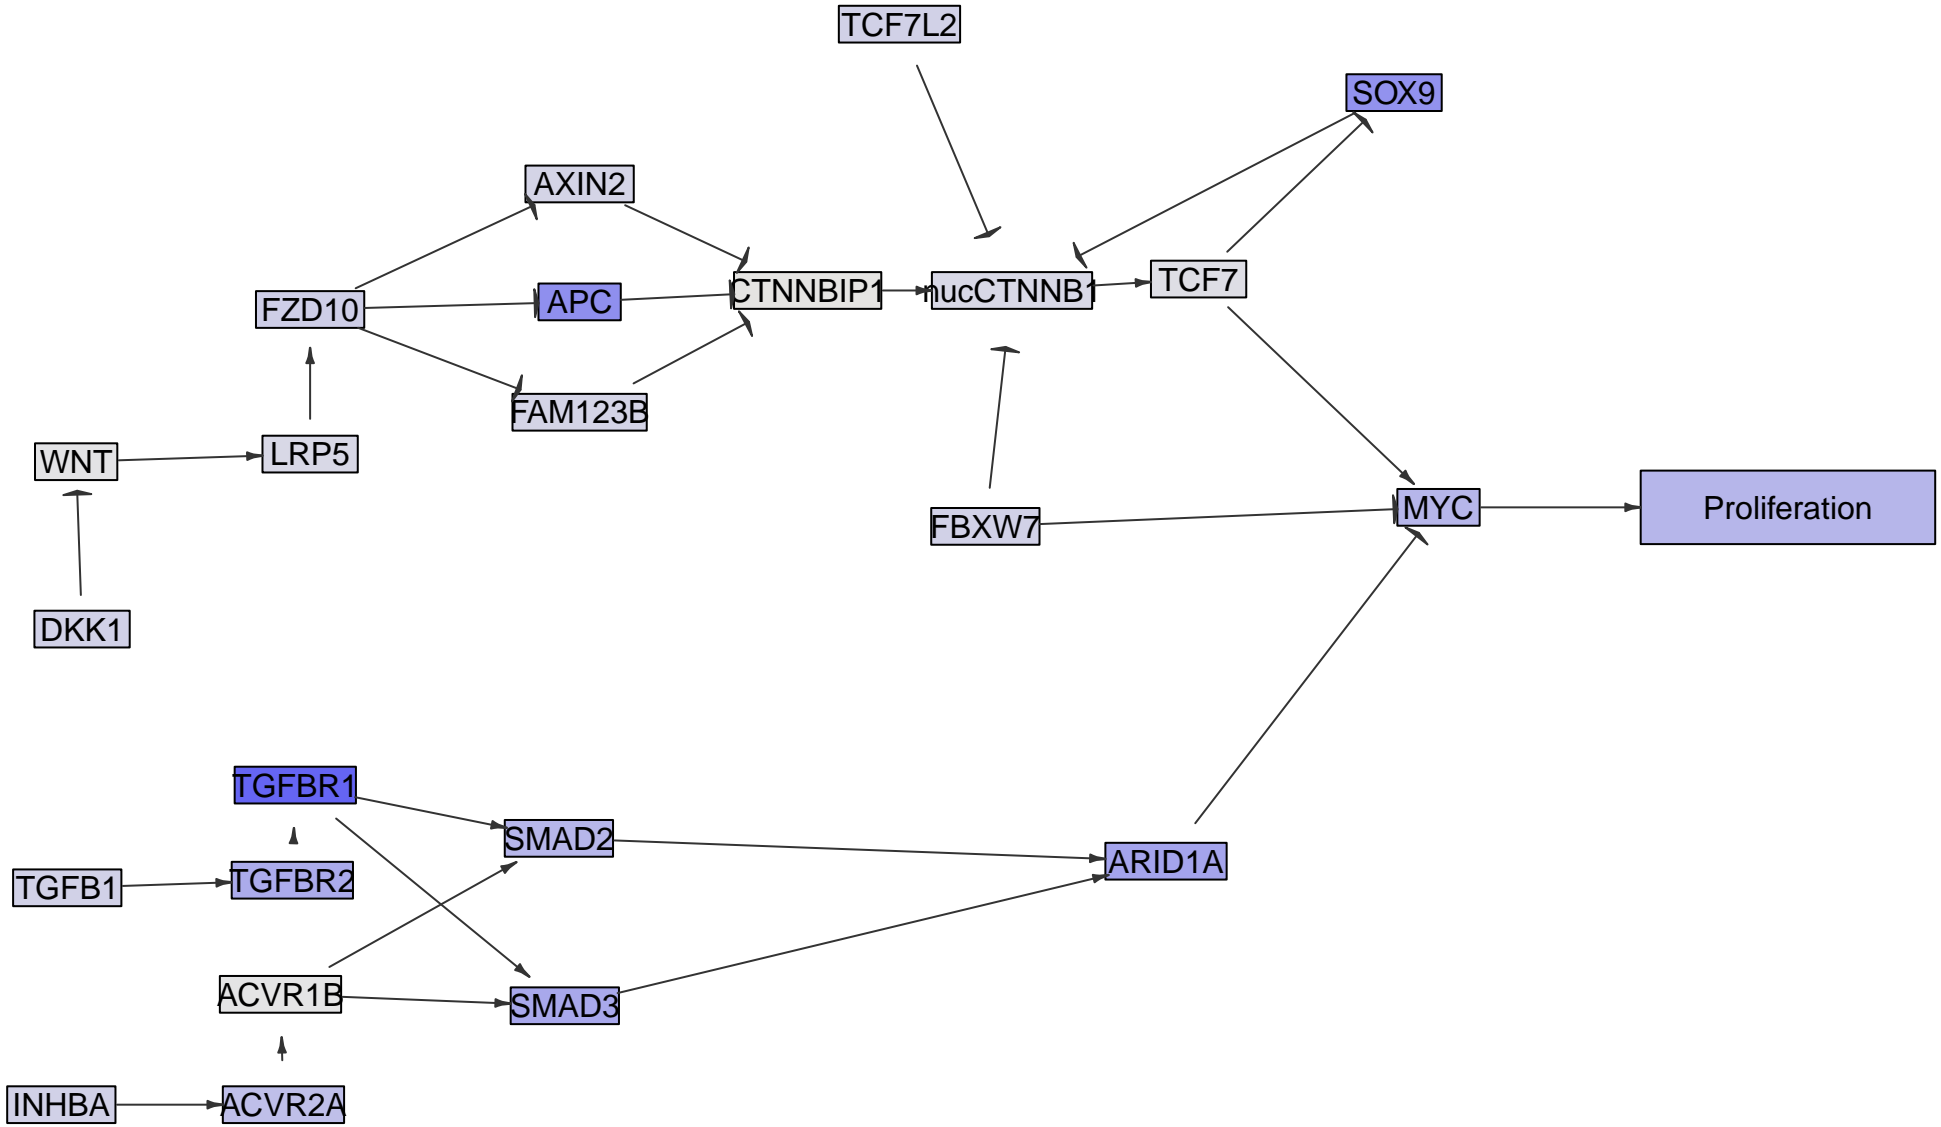 TCF7L2
SOX9
AXIN2
FZD10
APC
CTNNBIP1
nucCTNNB1
TCF7
FAM123B
WNT
LRP5
FBXW7
MYC
Proliferation
DKK1
TGFBR1
SMAD2
TGFB1
TGFBR2
ARID1A
ACVR1B
SMAD3
INHBA
ACVR2A